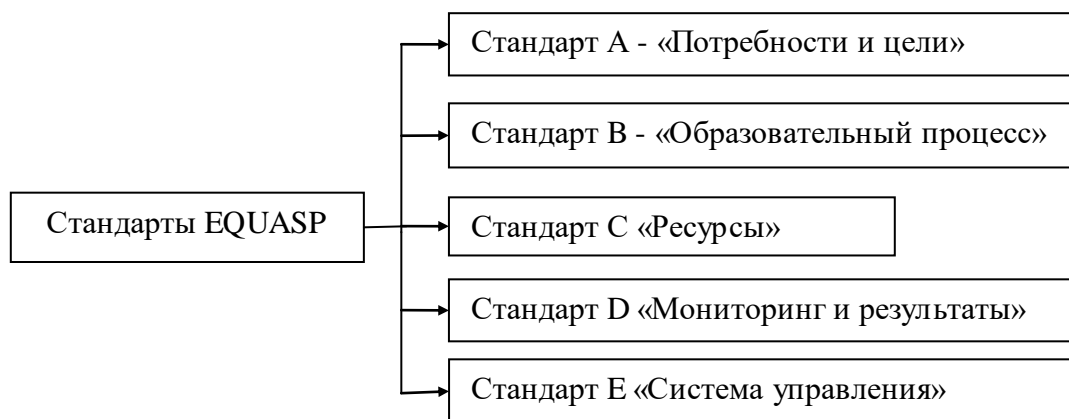 Стандарт A - «Потребности и цели»
Стандарт B - «Образовательный процесс»
Стандарты EQUASP
Стандарт C «Ресурсы»
Стандарт D «Мониторинг и результаты»
Стандарт E «Система управления»